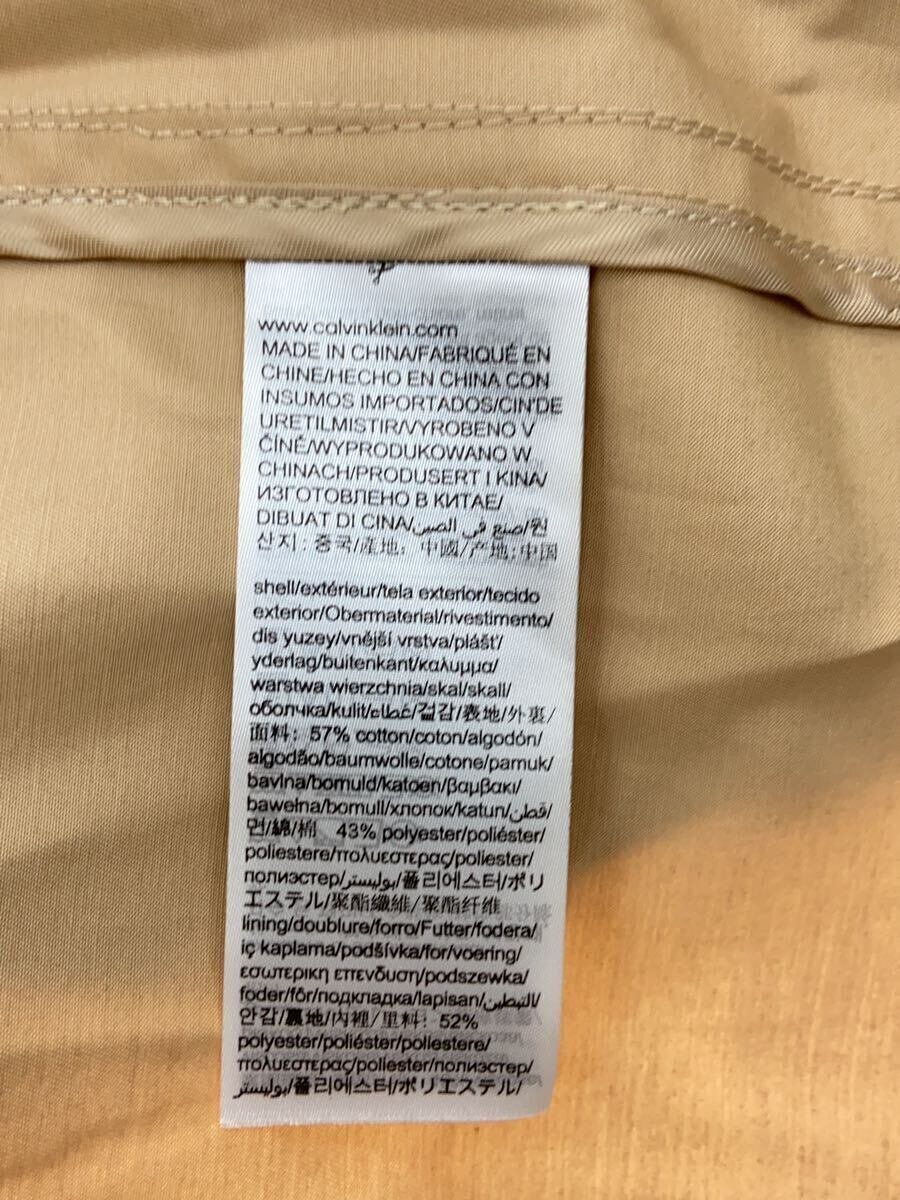 www.calvinklein.com
MADE IN CHINA/FABRIQUÉ EN
CHINE/HECHO EN CHINA CON
INSUMOS IMPORTADOS/CIN'DE
URETILMISTIR/VYROBENO V
ČÍNĚ/WYPRODUKOWANO W
CHINACH/PRODUSERT I KINA/
ИЗГОТОВЛЕНО В КИТАЕ/
DIBUAT DI CINA/صنع في الصين/원
산지 : 중국/產地: 中國/产地:中国
shell/extérieur/tela exterior/tecido
exterior/Obermaterial/rivestimento/
dis yuzey/vnější vrstva/plášť/
yderlag/buitenkant/καλυμμα/
warstwa wierzchnia/skal/skall/
оболчка/kulit/غطاء/겉감/表地/外裏/
面料: 57% cotton/coton/algodón/
algodão/baumwolle/cotone/pamuk/
bavlna/bomuld/katoen/βαμβακι/
bawełna/bomull/хлопок/katun/قطن/
면/綿/棉 43% polyester/poliéster/
poliestere/πολυεστερας/poliester/
полиэстер/بوليستر/폴리에스터/ポリ
エステル/聚酯纖維/聚酯纤维
lining/doublure/forro/Futter/fodera/
iç kaplama/podšívka/for/voering/
εσωτερικη επενδυση/podszewka/
foder/fôr/подкладка/lapisan/التبطين/
안감/裏地/內裡/里料: 52%
polyester/poliéster/poliestere/
πολυεστερας/poliester/полиэстер/
بوليستر/폴리에스터/ポリエステル/